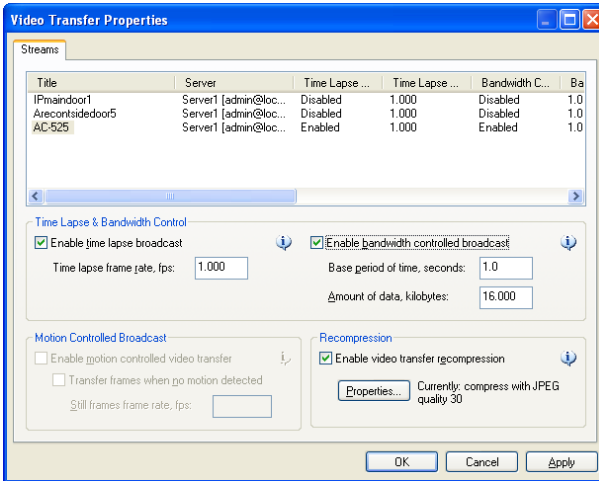 Video Transfer Properties
Streams
Title Server Time Lapse ... Time Lapse ... Bandwidth C... Ba
IPmaindoor1 Server1 [admin@loc... Disabled 1.000 Disabled 1.0
Arecontsidedoor5 Server1 [admin@loc... Disabled 1.000 Disabled 1.0
AC-525 Server1 [admin@loc... Enabled 1.000 Enabled 1.0
Time Lapse & Bandwidth Control
Enable time lapse broadcast
Time lapse frame rate, fps: 1.000
Enable bandwidth controlled broadcast
Base period of time, seconds: 1.0
Amount of data, kilobytes: 16.000
Motion Controlled Broadcast
Enable motion controlled video transfer
Transfer frames when no motion detected
Still frames frame rate, fps:
Recompression
Enable video transfer recompression
Properties... Currently: compress with JPEG
quality 30
OK Cancel Apply